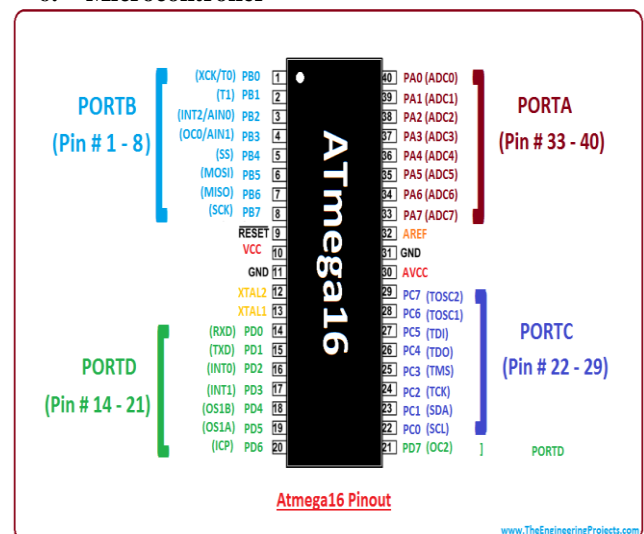 Microcontroller
PORTB
(Pin # 1 - 8)
(XCK/T0) PB0 1
(T1) PB1 2
(INT2/AIN0) PB2 3
(OC0/AIN1) PB3 4
(SS) PB4 5
(MOSI) PB5 6
(MISO) PB6 7
(SCK) PB7 8
RESET 9
VCC 10
GND 11
XTAL2 12
XTAL1 13
PORTD
(Pin # 14 - 21)
(RXD) PD0 14
(TXD) PD1 15
(INT0) PD2 16
(INT1) PD3 17
(OS1B) PD4 18
(OS1A) PD5 19
(ICP) PD6 20
ATmega16
40 PA0 (ADC0)
39 PA1 (ADC1)
38 PA2 (ADC2)
37 PA3 (ADC3)
36 PA4 (ADC4)
35 PA5 (ADC5)
34 PA6 (ADC6)
33 PA7 (ADC7)
32 AREF
31 GND
30 AVCC
29 PC7 (TOSC2)
28 PC6 (TOSC1)
27 PC5 (TDI)
26 PC4 (TDO)
25 PC3 (TMS)
24 PC2 (TCK)
23 PC1 (SDA)
22 PC0 (SCL)
21 PD7 (OC2) ] PORTD
PORTA
(Pin # 33 - 40)
PORTC
(Pin # 22 - 29)
Atmega16 Pinout
www.TheEngineeringProjects.com